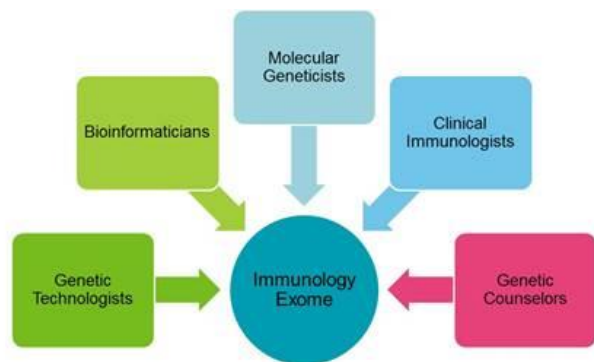 Molecular
Geneticists
Bioinformaticians
Clinical
Immunologists
Genetic
Technologists
Immunology
Exome
Genetic
Counselors